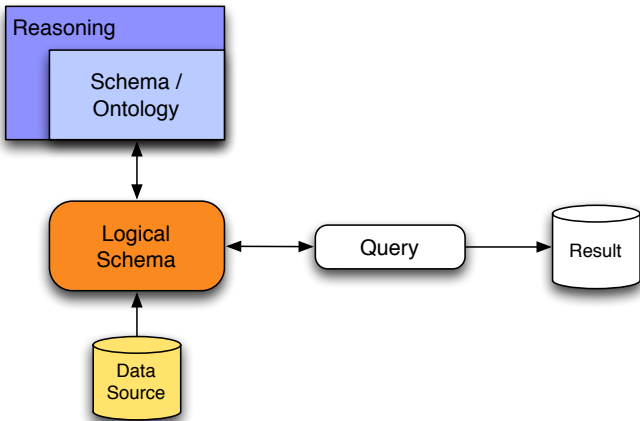 Reasoning
Schema /
Ontology
Logical
Schema
Query
Result
Data
Source